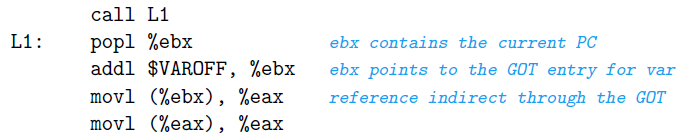 call L1
L1: popl %ebx ebx contains the current PC
addl $VAROFF, %ebx ebx points to the GOT entry for var
movl (%ebx), %eax reference indirect through the GOT
movl (%eax), %eax